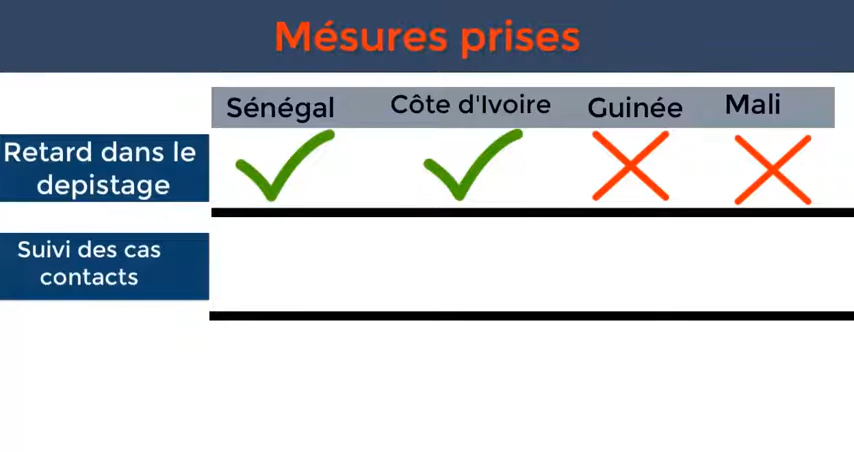 Mésures prises
Sénégal Côte d'Ivoire Guinée Mali
Retard dans le
depistage
Suivi des cas
contacts